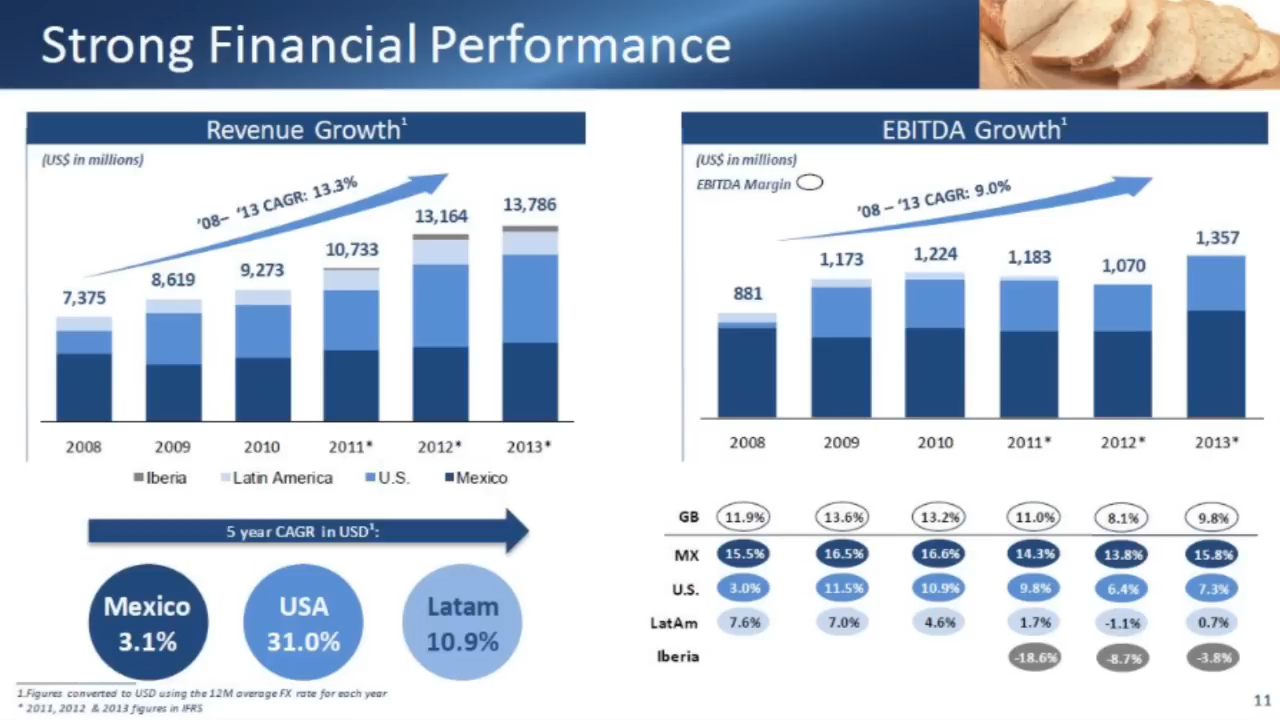 Strong Financial Performance
Revenue Growth¹
(US$ in millions)
'08– '13 CAGR: 13.3%
7,375
8,619
9,273
10,733
13,164
13,786
2008 2009 2010 2011* 2012* 2013*
Iberia Latin America U.S. Mexico
5 year CAGR in USD¹:
Mexico
3.1%
USA
31.0%
Latam
10.9%
EBITDA Growth¹
(US$ in millions)
EBITDA Margin
'08 – '13 CAGR: 9.0%
881
1,173
1,224
1,183
1,070
1,357
2008 2009 2010 2011* 2012* 2013*
GB 11.9% 13.6% 13.2% 11.0% 8.1% 9.8%
MX 15.5% 16.5% 16.6% 14.3% 13.8% 15.8%
U.S. 3.0% 11.5% 10.9% 9.8% 6.4% 7.3%
LatAm 7.6% 7.0% 4.6% 1.7% -1.1% 0.7%
Iberia -18.6% -8.7% -3.8%
1.Figures converted to USD using the 12M average FX rate for each year
* 2011, 2012 & 2013 figures in IFRS
11